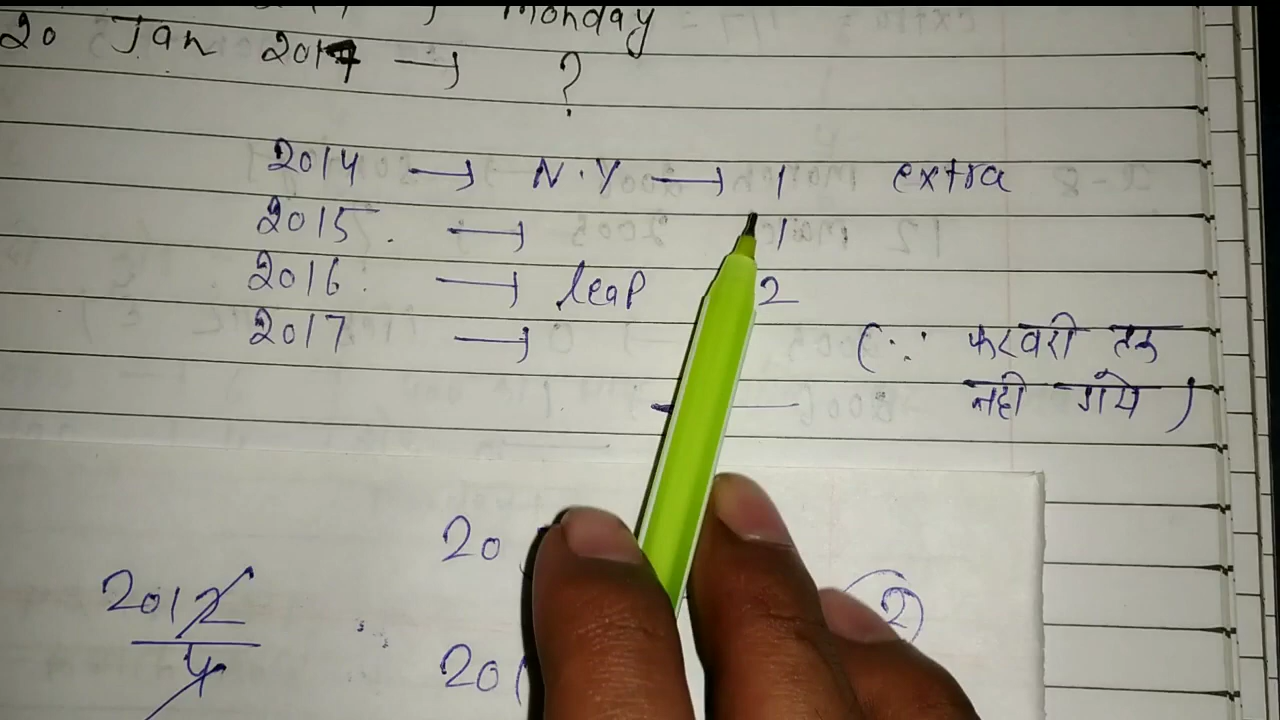 Monday
20 Jan 2017 → ?
2014 → N.Y → 1 extra
2015. → 1
2016. → leap 2
2017 → (∵ फरवरी तक
नही गये )
20
2012
4
2
201